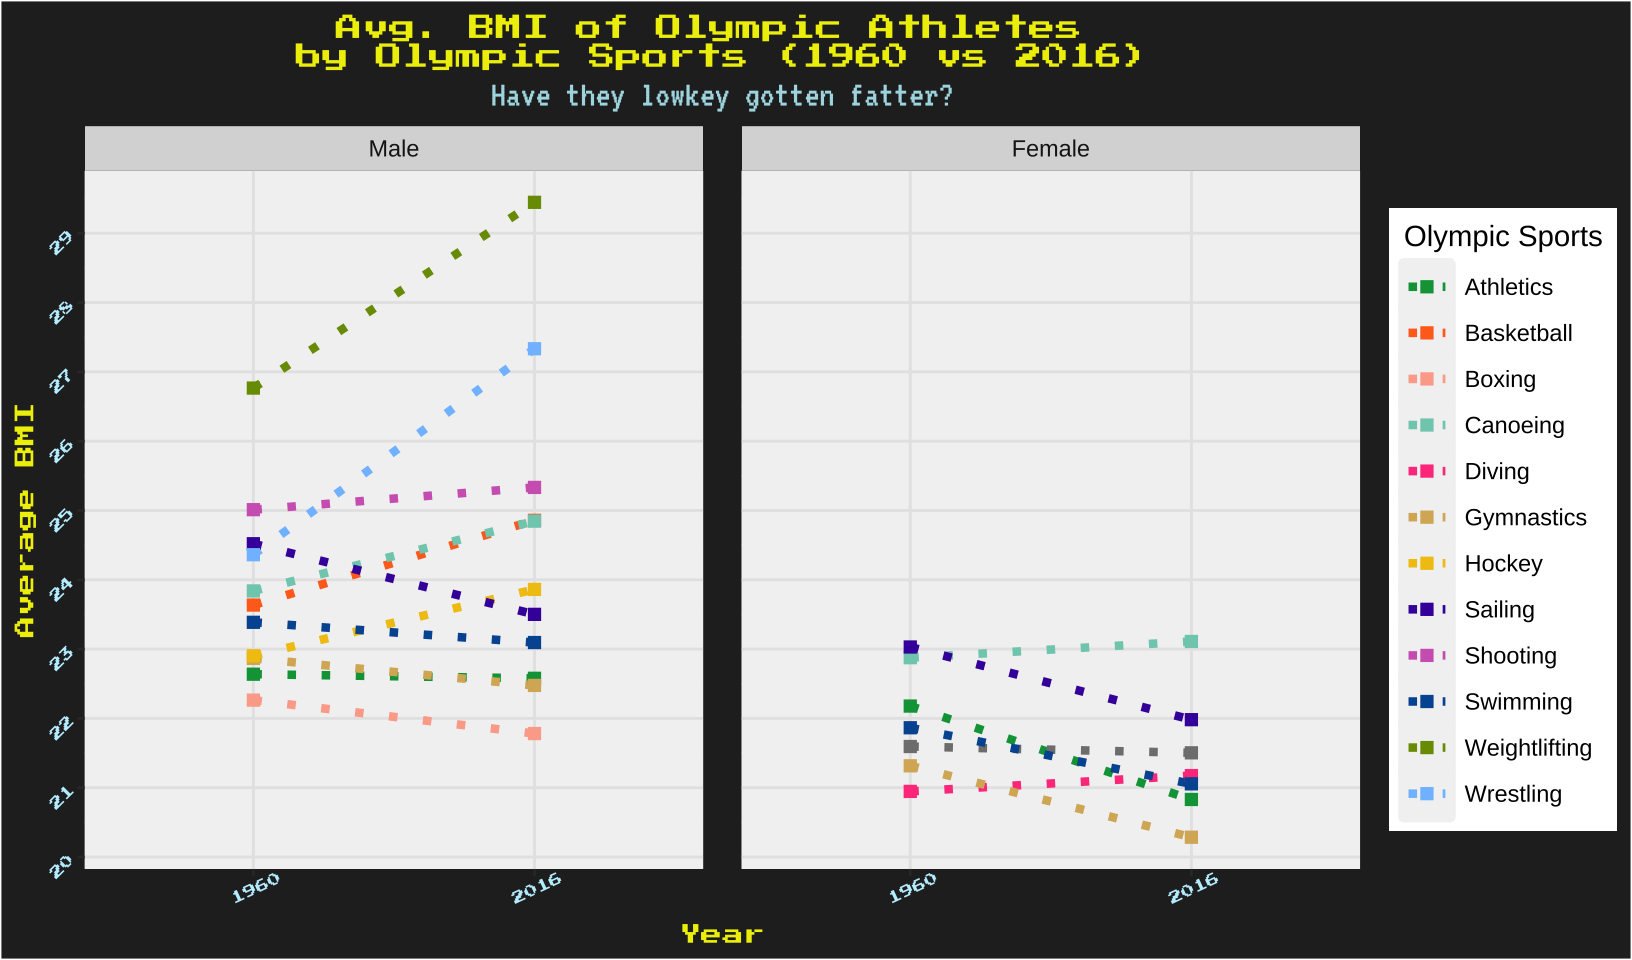 Avg. BMI of Olympic Athletes
by Olympic Sports (1960 vs 2016)
Have they lowkey gotten fatter?
Male
Female
Average BMI
29
28
27
26
25
24
23
22
21
20
1960
2016
1960
2016
Year
Olympic Sports
Athletics
Basketball
Boxing
Canoeing
Diving
Gymnastics
Hockey
Sailing
Shooting
Swimming
Weightlifting
Wrestling